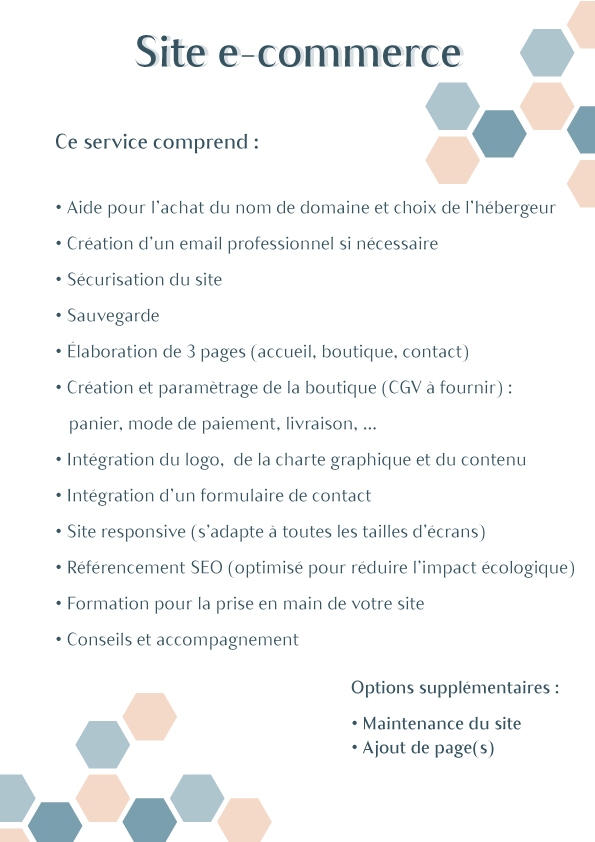 Site e-commerce
Ce service comprend :
• Aide pour l'achat du nom de domaine et choix de l'hébergeur
• Création d'un email professionnel si nécessaire
• Sécurisation du site
• Sauvegarde
• Élaboration de 3 pages (accueil, boutique, contact)
• Création et paramètrage de la boutique (CGV à fournir) :
panier, mode de paiement, livraison, ...
• Intégration du logo, de la charte graphique et du contenu
• Intégration d'un formulaire de contact
• Site responsive (s'adapte à toutes les tailles d'écrans)
• Référencement SEO (optimisé pour réduire l'impact écologique)
• Formation pour la prise en main de votre site
• Conseils et accompagnement
Options supplémentaires :
• Maintenance du site
• Ajout de page(s)